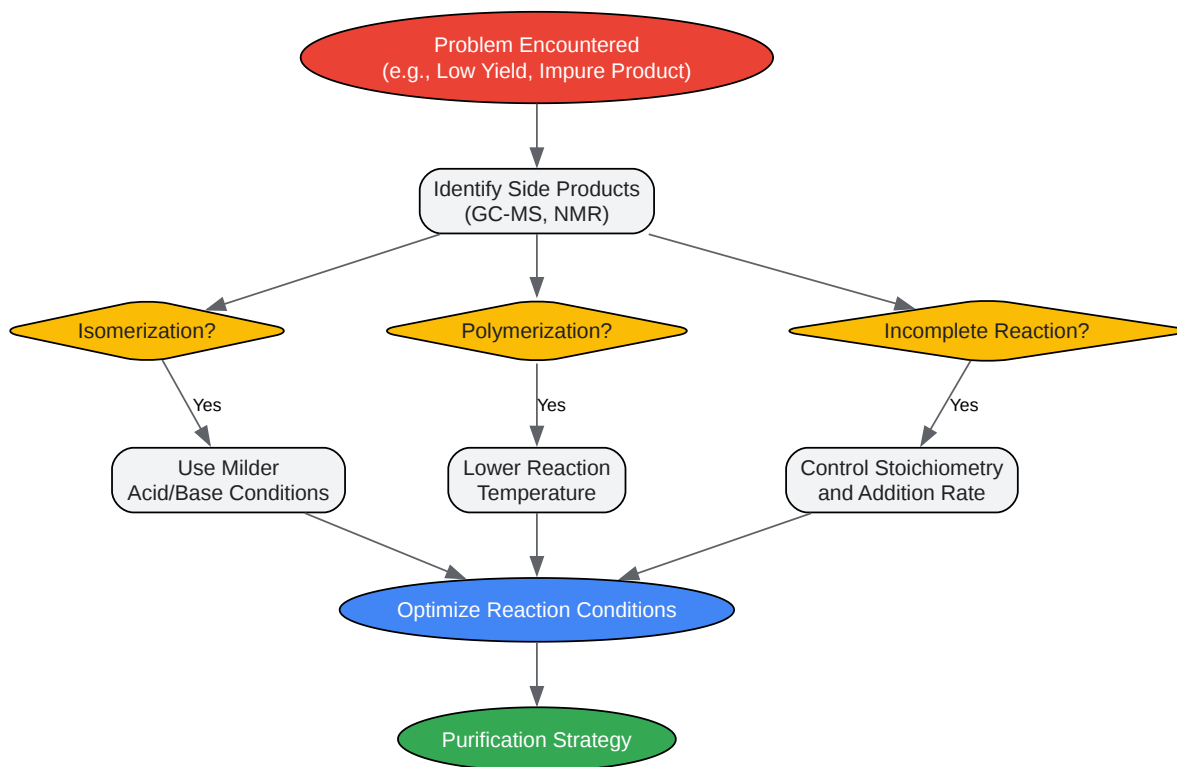 Problem Encountered
(e.g., Low Yield, Impure Product)
Identify Side Products
(GC-MS, NMR)
Isomerization?
Polymerization?
Incomplete Reaction?
Yes
Yes
Yes
Use Milder
Acid/Base Conditions
Lower Reaction
Temperature
Control Stoichiometry
and Addition Rate
Optimize Reaction Conditions
Purification Strategy